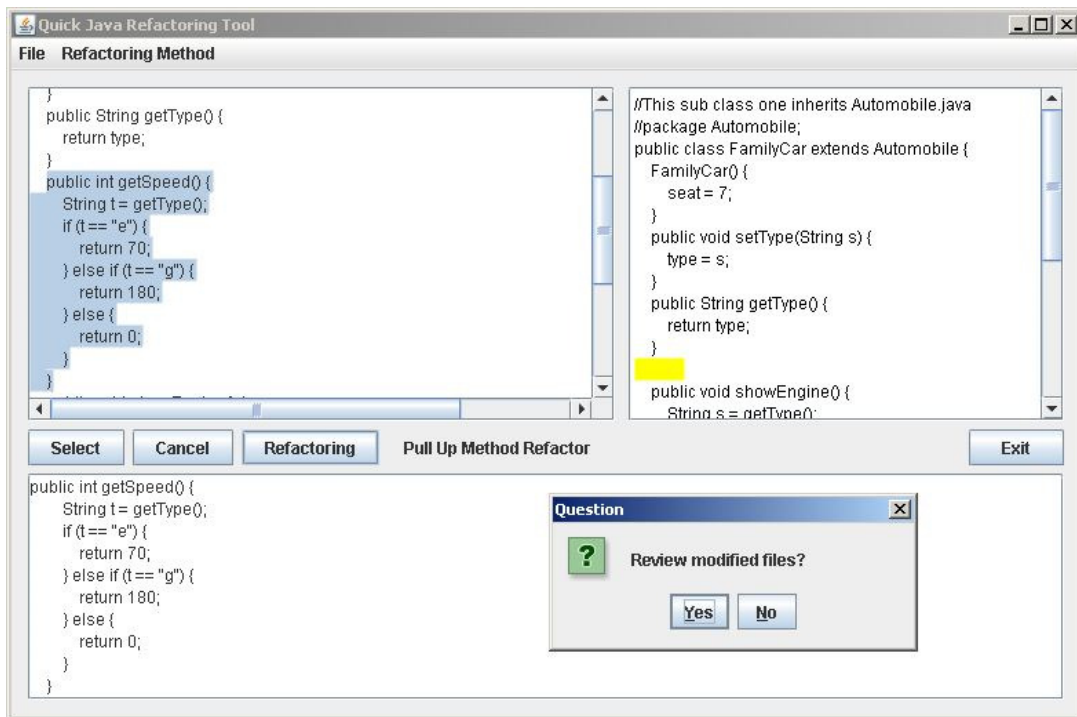 Quick Java Refactoring Tool
File Refactoring Method
}
public String getType() {
return type;
}
public int getSpeed() {
String t = getType();
if (t == "e") {
return 70;
} else if (t == "g") {
return 180;
} else {
return 0;
}
}
//This sub class one inherits Automobile.java
//package Automobile;
public class FamilyCar extends Automobile {
FamilyCar() {
seat = 7;
}
public void setType(String s) {
type = s;
}
public String getType() {
return type;
}
public void showEngine() {
String s = getType();
Select Cancel Refactoring Pull Up Method Refactor Exit
public int getSpeed() {
String t = getType();
if (t == "e") {
return 70;
} else if (t == "g") {
return 180;
} else {
return 0;
}
}
Question
Review modified files?
Yes No